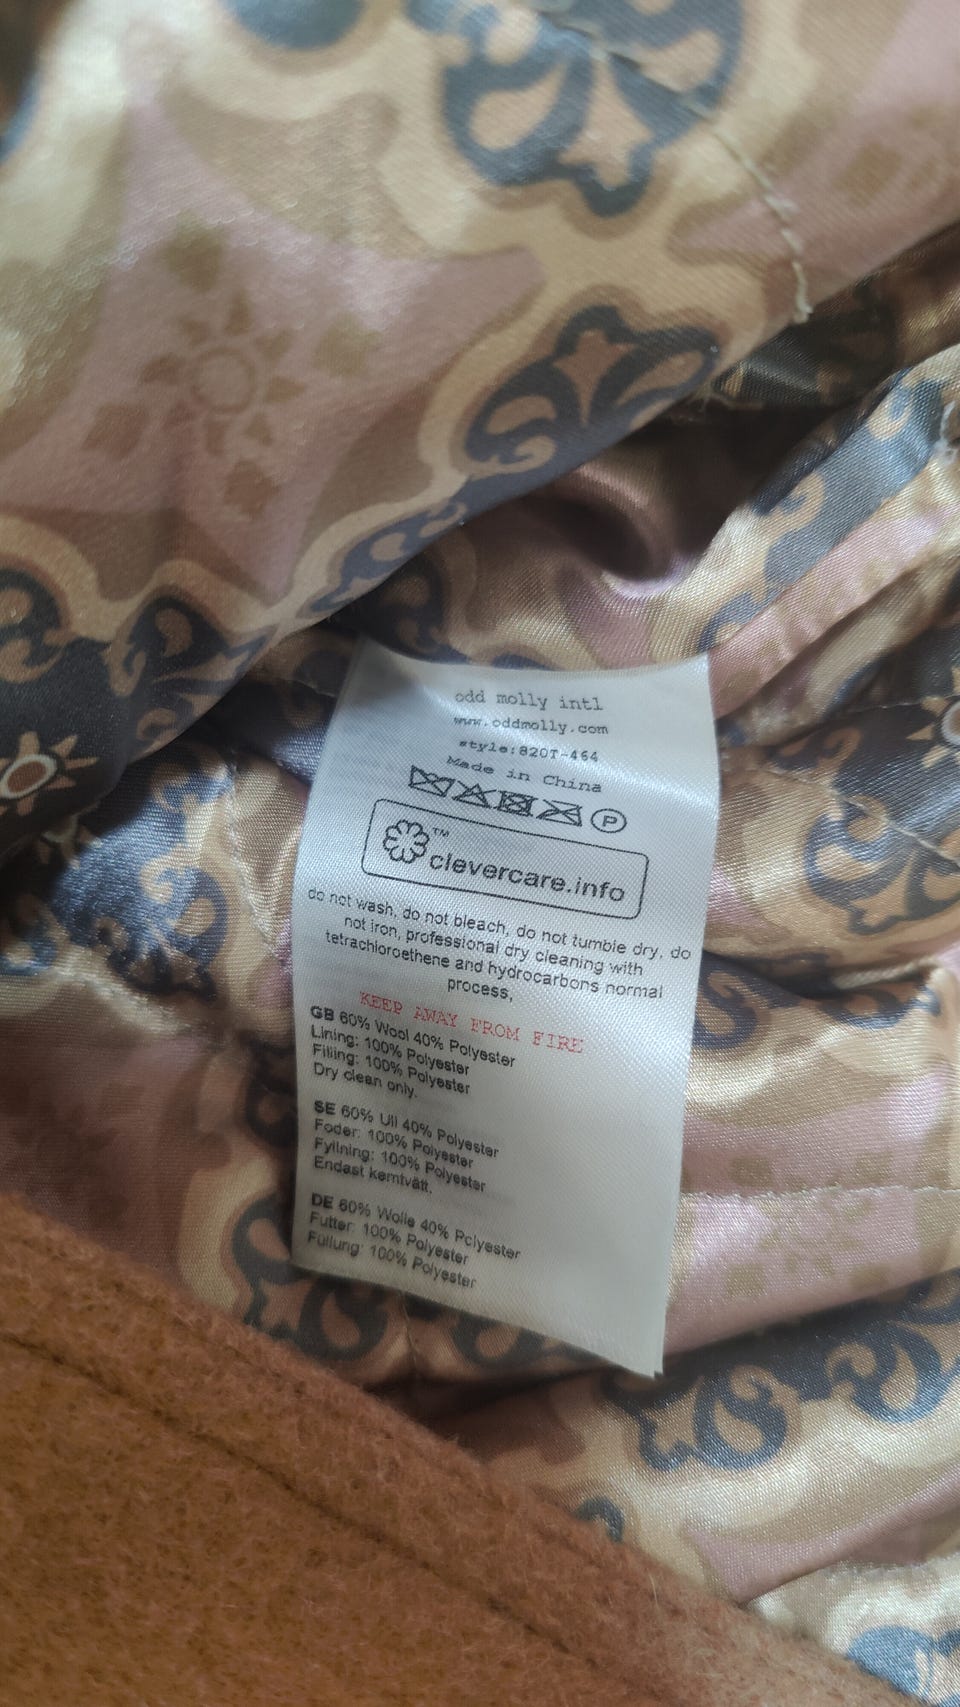 odd molly intl
www.oddmolly.com
style:820T-464
Made in China
P
™
clevercare.info
do not wash, do not bleach, do not tumble dry, do
not iron, professional dry cleaning with
tetrachloroethene and hydrocarbons normal
process,
KEEP AWAY FROM FIRE
GB 60% Wool 40% Polyester
Lining: 100% Polyester
Filling: 100% Polyester
Dry clean only.
SE 60% Ull 40% Polyester
Foder: 100% Polyester
Fyllning: 100% Polyester
Endast kemtvätt.
DE 60% Wolle 40% Polyester
Futter: 100% Polyester
Füllung: 100% Polyester